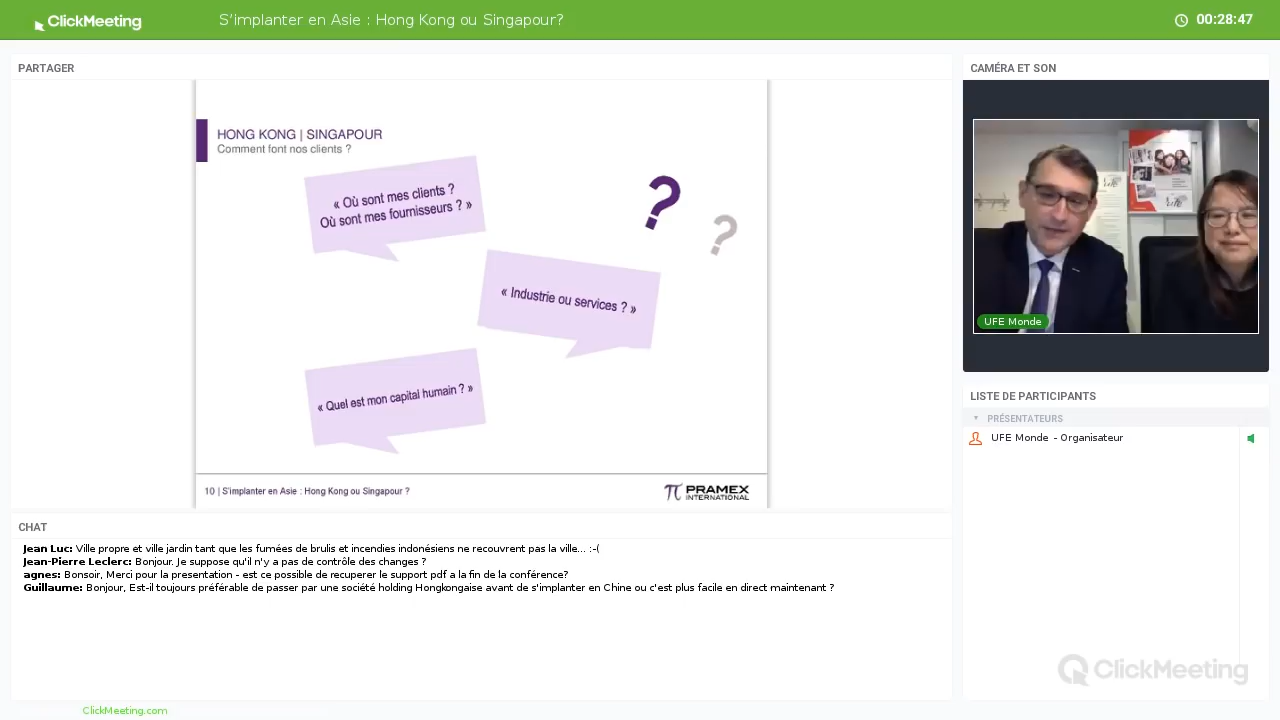 ClickMeeting
S'implanter en Asie : Hong Kong ou Singapour?
00:28:47
PARTAGER
HONG KONG | SINGAPOUR
Comment font nos clients ?
« Où sont mes clients ?
Où sont mes fournisseurs ? »
« Industrie ou services ? »
« Quel est mon capital humain ? »
10 | S'implanter en Asie : Hong Kong ou Singapour ?
PRAMEX
INTERNATIONAL
CAMÉRA ET SON
UFE Monde
LISTE DE PARTICIPANTS
PRÉSENTATEURS
UFE Monde - Organisateur
CHAT
Jean Luc: Ville propre et ville jardin tant que les fumées de brulis et incendies indonésiens ne recouvrent pas la ville... :-(
Jean-Pierre Leclerc: Bonjour. Je suppose qu'il n'y a pas de contrôle des changes ?
agnes: Bonsoir, Merci pour la presentation - est ce possible de recuperer le support pdf a la fin de la conférence?
Guillaume: Bonjour, Est-il toujours préférable de passer par une société holding Hongkongaise avant de s'implanter en Chine ou c'est plus facile en direct maintenant ?
ClickMeeting
ClickMeeting.com